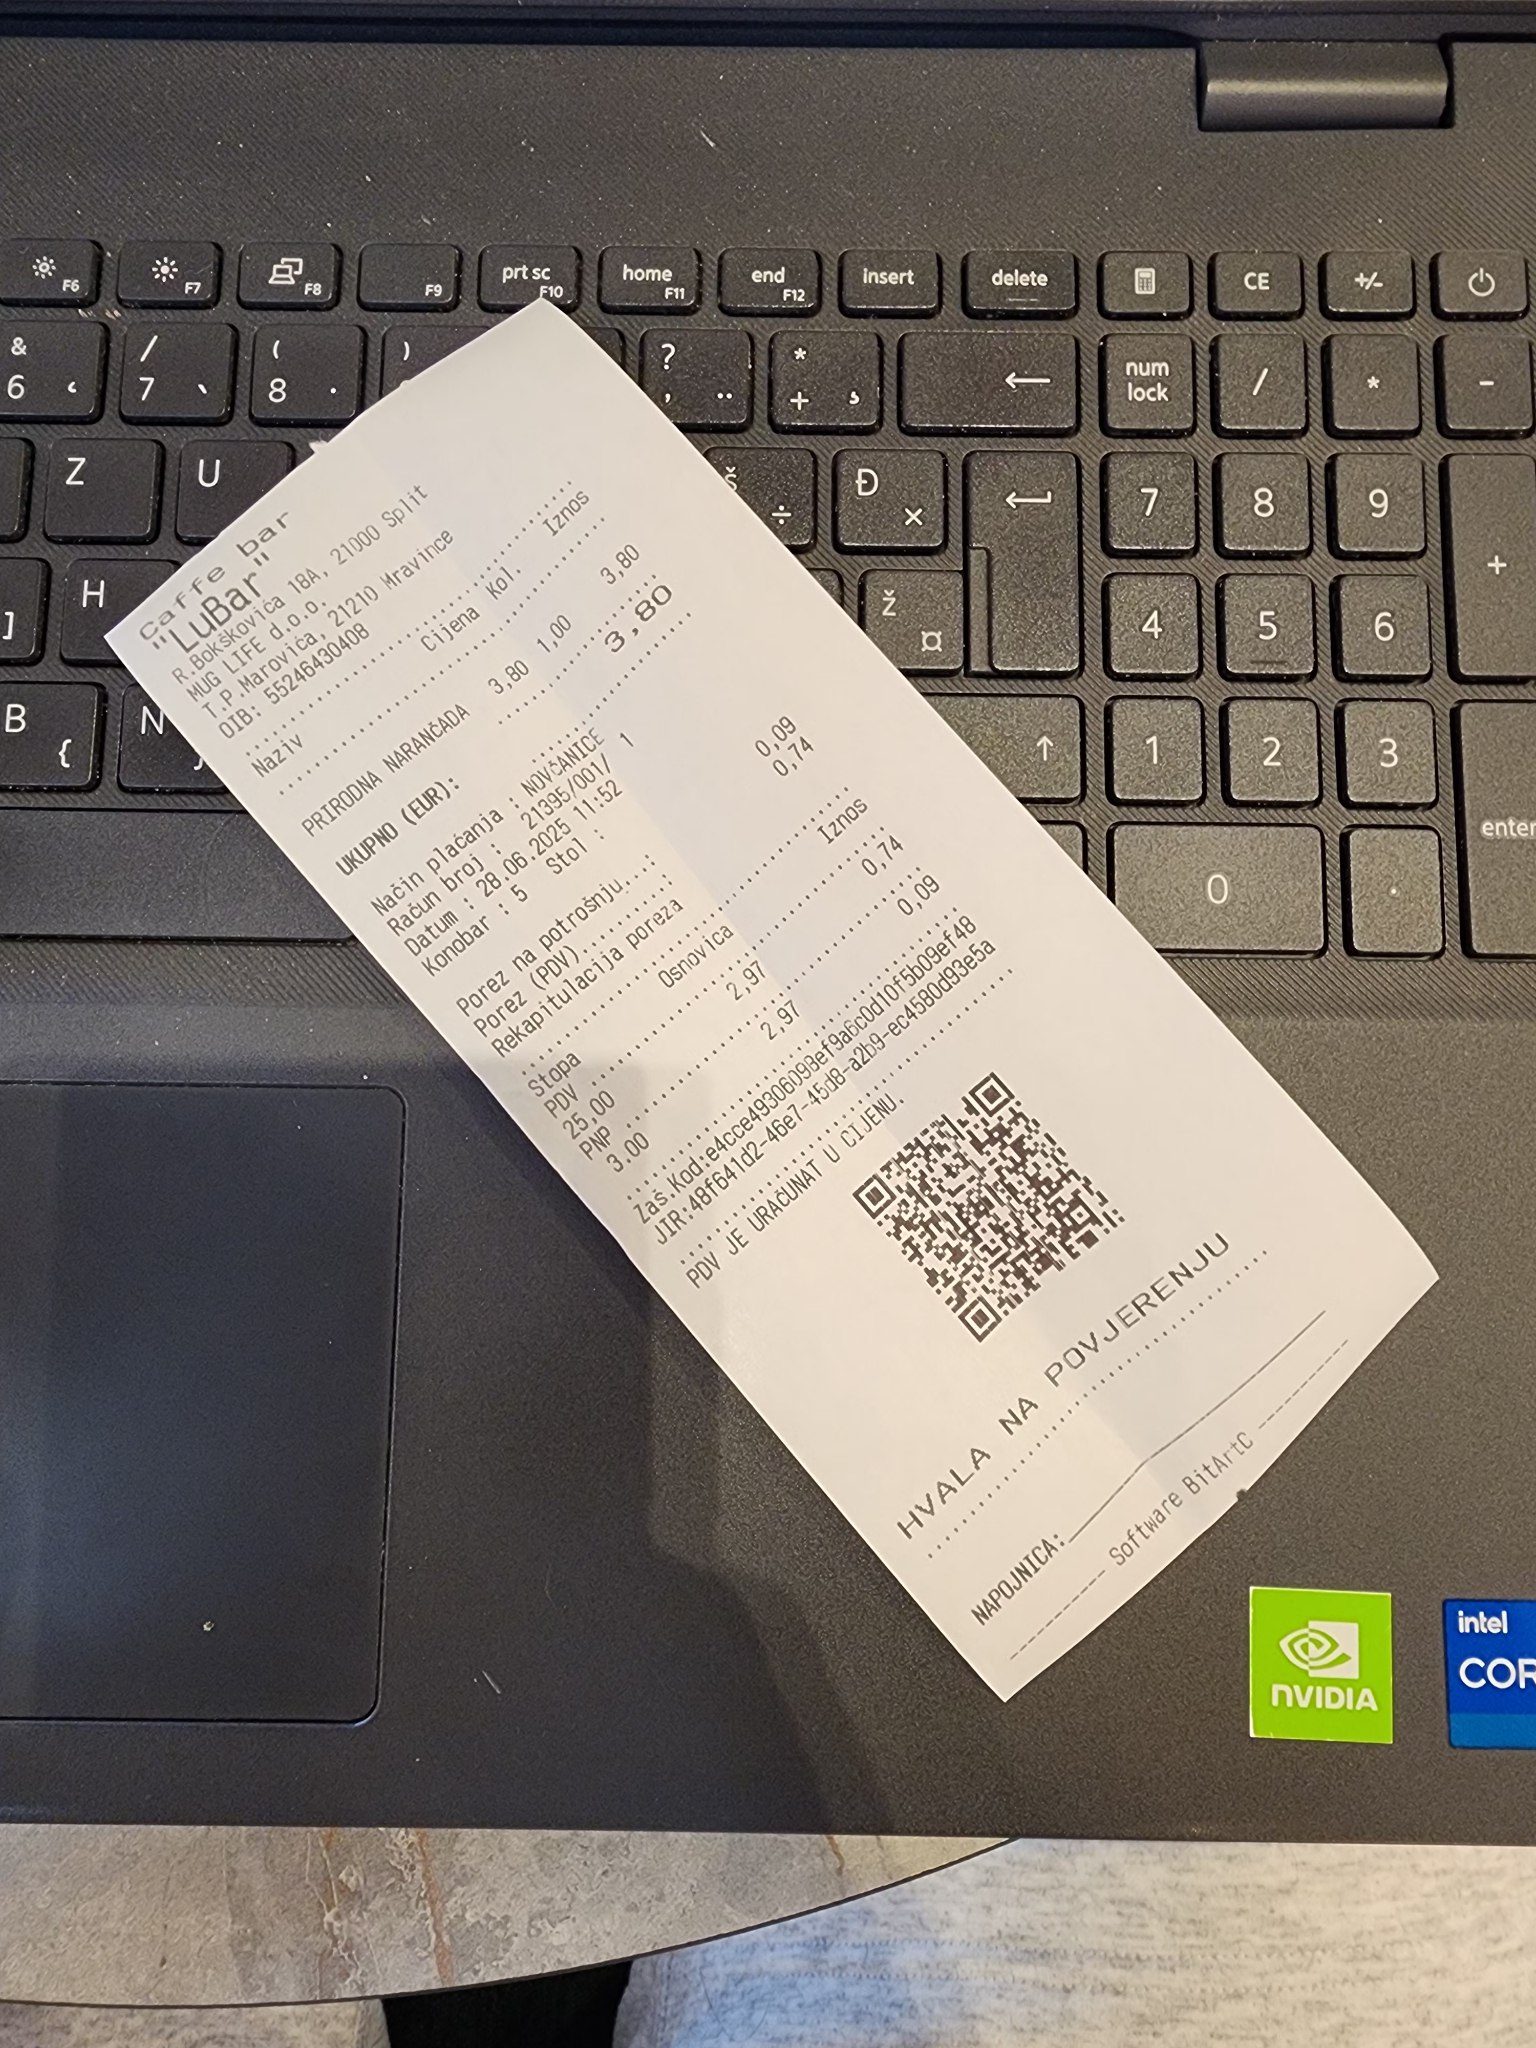 F6
F7
F8
F9
prt sc F10
home F11
end F12
insert
delete
CE
+/-
& 6
/ 7
( 8 .
)
? '
* +
num lock
/
*
-
Z
U
Š ÷
Đ ×
7
8
9
+
H
Ž ¤
4
5
6
]
B {
N }
1
2
3
0
.
enter
Caffe bar
"LuBar"
R.Bokškovića 18A, 21000 Split
MUG LIFE d.o.o.
T.P.Marovića, 21210 Mravince
OIB: 55246430408
Naziv Cijena Kol. Iznos
PRIRODNA NARANČADA 3,80 1,00 3,80
UKUPNO (EUR): 3,80
Način plaćanja : NOVČANICE
Račun broj : 21395/001/ 1
Datum : 28.06.2025 11:52
Konobar : 5 Stol :
Porez na potrošnju...: 0,09
Porez (PDV)..........: 0,74
Rekapitulacija poreza
Stopa Osnovica Iznos
PDV
25,00 2,97 0,74
PNP
3.00 2,97 0,09
Zaš.Kod:e4cce49306098ef9a6c0d10f5b09ef48
JIR:48f641d2-46e7-45d8-a2b9-ec4580d93e5a
PDV JE URAČUNAT U CIJENU.
HVALA NA POVJERENJU
NAPOJNICA:
Software BitArtC
NVIDIA
intel
COR